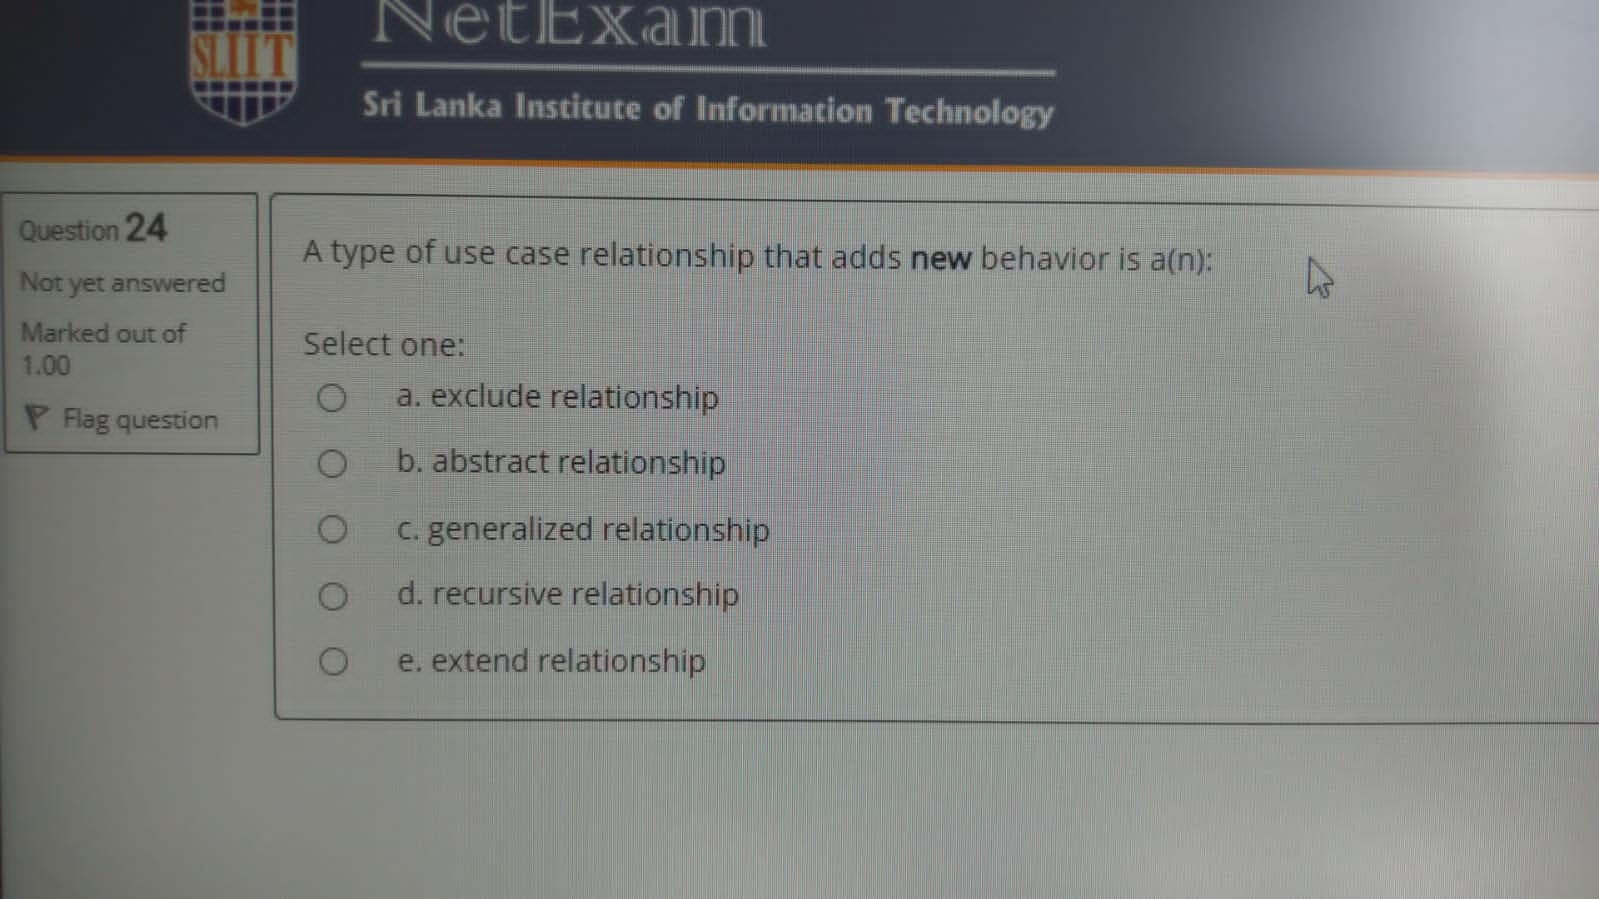 NetExam
SLIIT
Sri Lanka Institute of Information Technology
Question 24
Not yet answered
Marked out of
1.00
Flag question
A type of use case relationship that adds new behavior is a(n):
Select one:
a. exclude relationship
b. abstract relationship
c. generalized relationship
d. recursive relationship
e. extend relationship